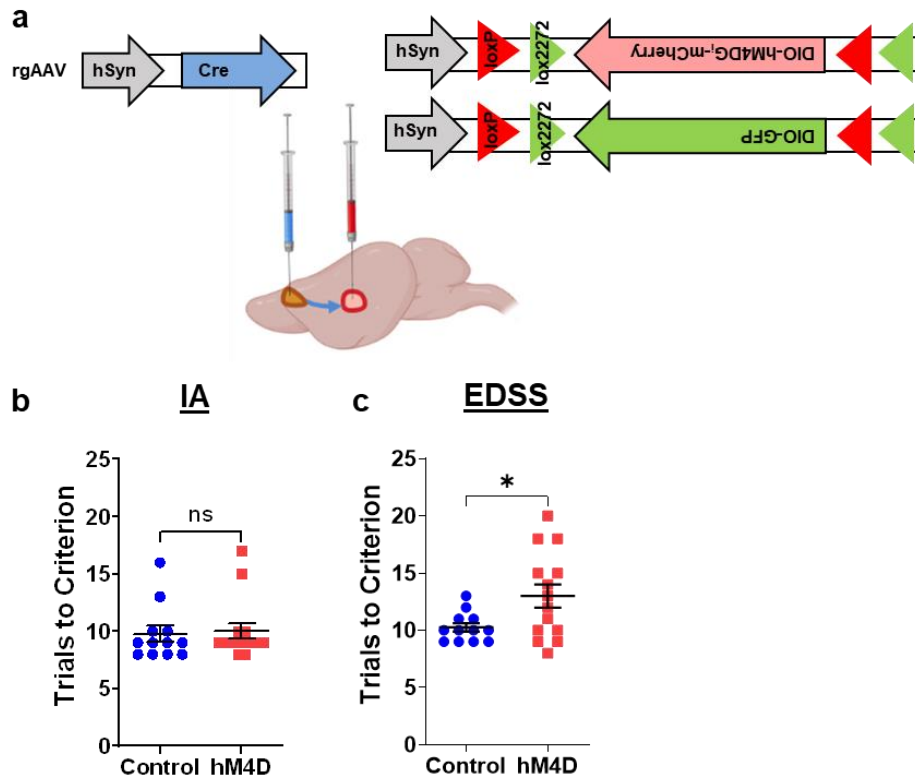 a
rgAAV
hSyn
Cre
hSyn
loxP
lox2272
DIO-hM4DGi-mCherry
hSyn
loxP
lox2272
DIO-GFP
b
IA
Trials to Criterion
25
20
15
10
5
0
ns
Control hM4D
c
EDSS
Trials to Criterion
25
20
15
10
5
0
*
Control hM4D